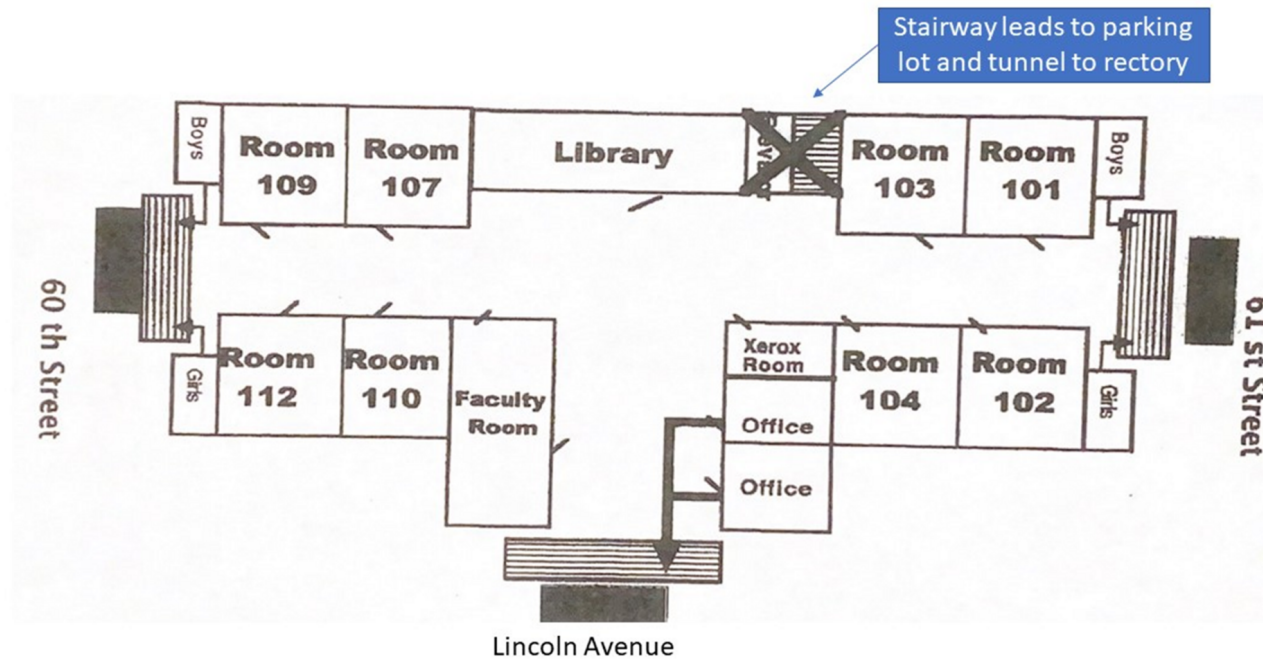 Stairway leads to parking
lot and tunnel to rectory
Boys
Room
109
Room
107
Library
Room
103
Room
101
Boys
60 th Street
61 st Street
Girls
Room
112
Room
110
Faculty
Room
Xerox
Room
Office
Office
Room
104
Room
102
Girls
Lincoln Avenue